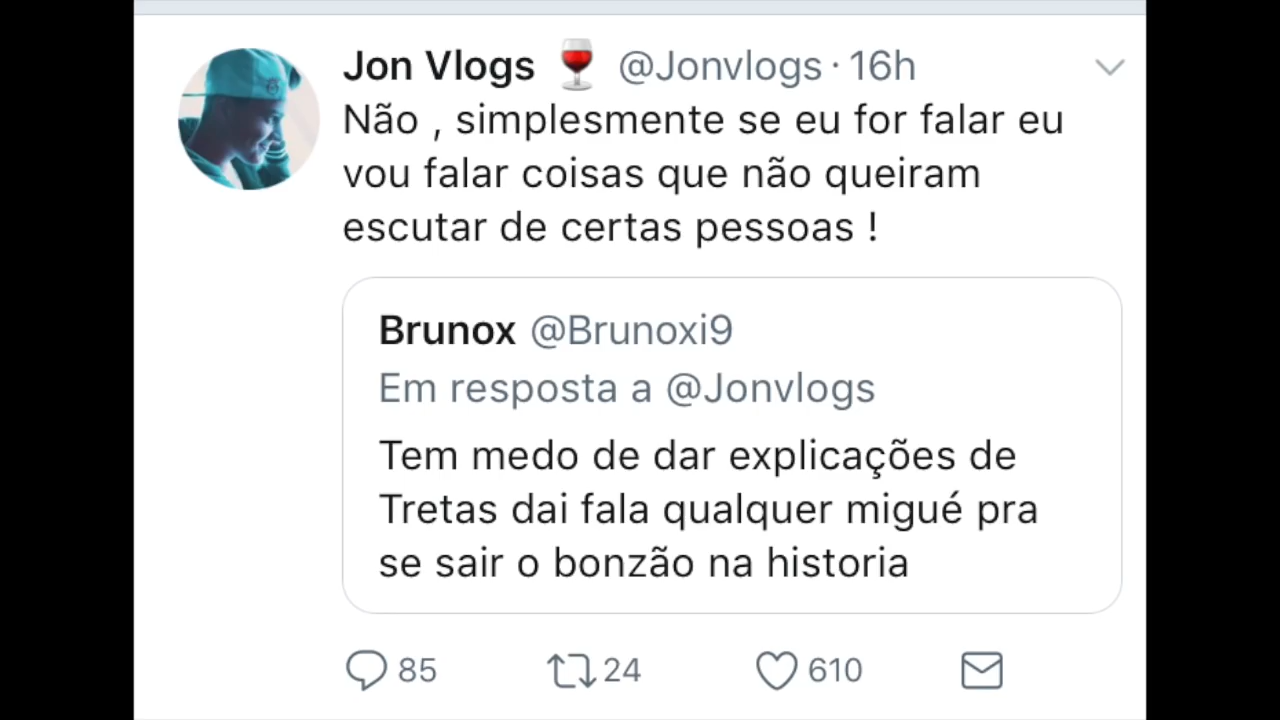 Jon Vlogs 🍷 @Jonvlogs · 16h
Não , simplesmente se eu for falar eu
vou falar coisas que não queiram
escutar de certas pessoas !
Brunox @Brunoxi9
Em resposta a @Jonvlogs
Tem medo de dar explicações de
Tretas dai fala qualquer migué pra
se sair o bonzão na historia
85 24 610